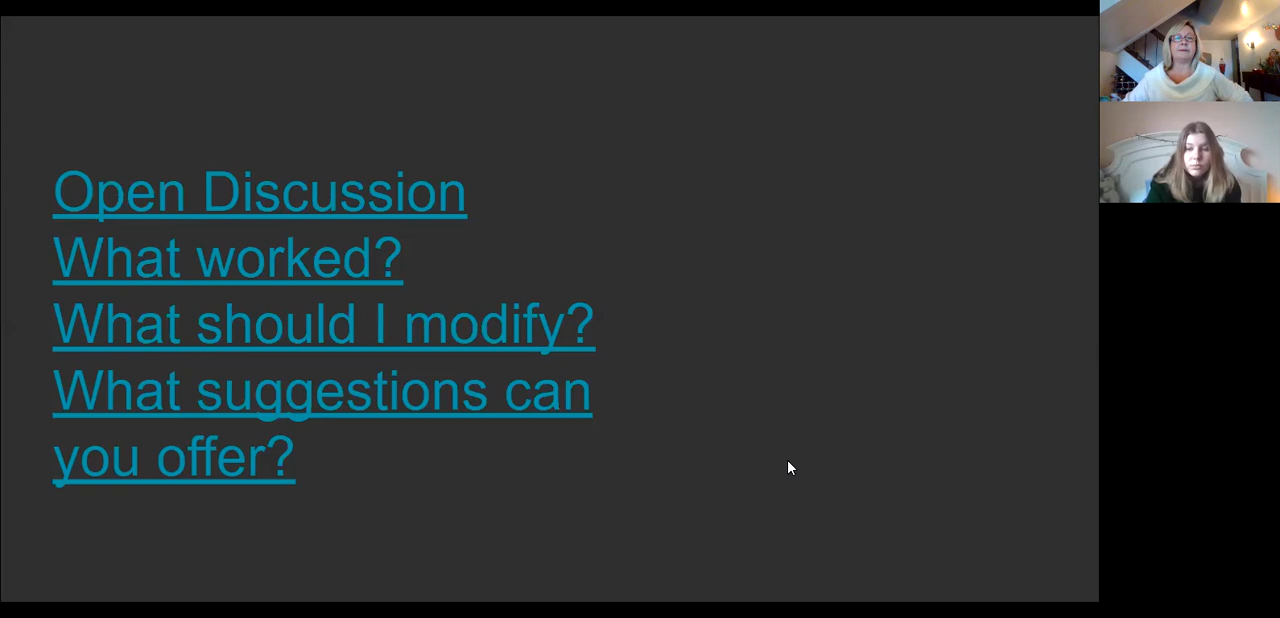 Open Discussion
What worked?
What should I modify?
What suggestions can
you offer?